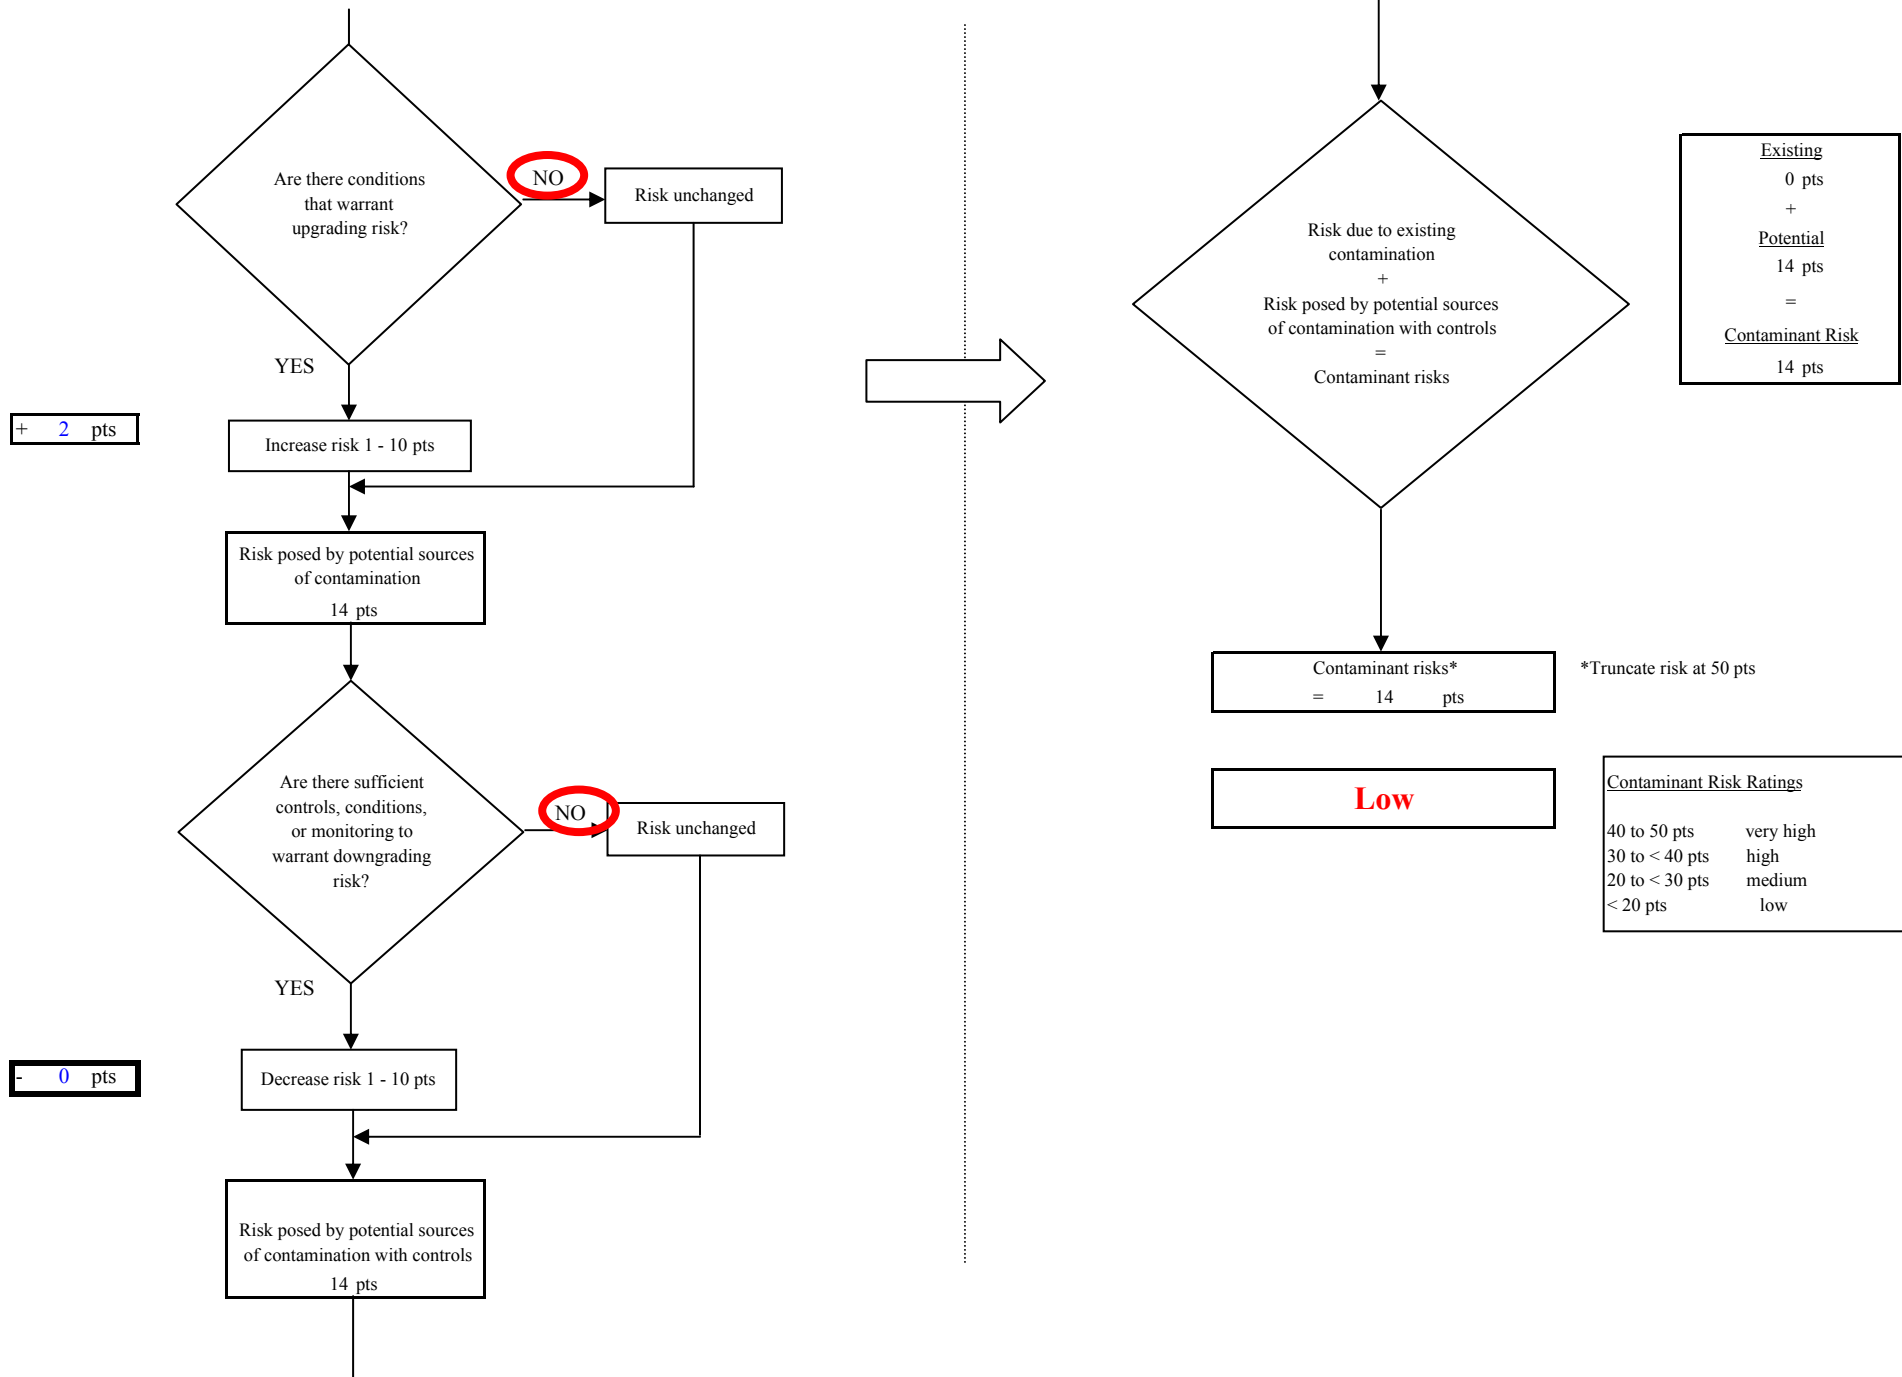 Are there conditions
that warrant
upgrading risk?
NO
Risk unchanged
YES
+ 2 pts
Increase risk 1 - 10 pts
Risk posed by potential sources
of contamination
14 pts
Are there sufficient
controls, conditions,
or monitoring to
warrant downgrading
risk?
NO
Risk unchanged
YES
- 0 pts
Decrease risk 1 - 10 pts
Risk posed by potential sources
of contamination with controls
14 pts
Risk due to existing
contamination
+
Risk posed by potential sources
of contamination with controls
=
Contaminant risks
Existing
0 pts
+
Potential
14 pts
=
Contaminant Risk
14 pts
Contaminant risks*
= 14 pts
*Truncate risk at 50 pts
Low
Contaminant Risk Ratings
40 to 50 pts very high
30 to < 40 pts high
20 to < 30 pts medium
< 20 pts low